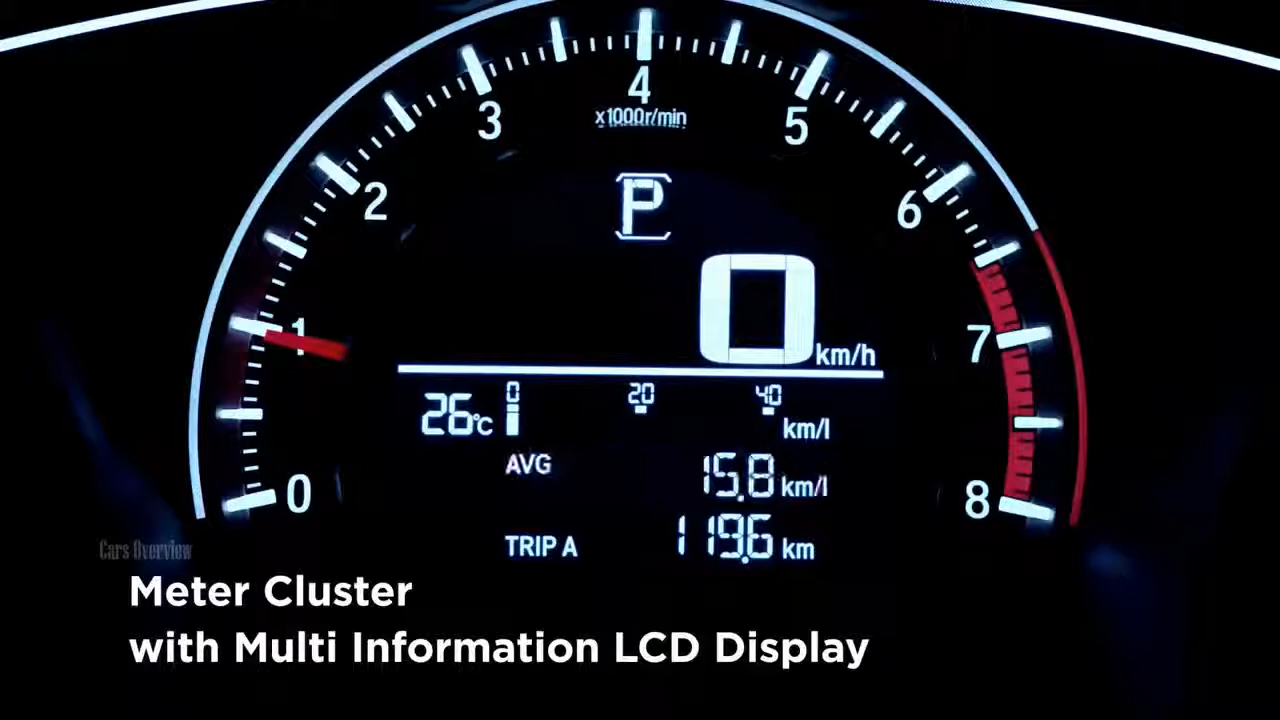 4
3
5
x1000r/min
2
6
P
1
7
0
km/h
26°C
0
20
40
km/l
AVG
15.8 km/l
0
8
TRIP A
119.6 km
Cars Overview
Meter Cluster
with Multi Information LCD Display